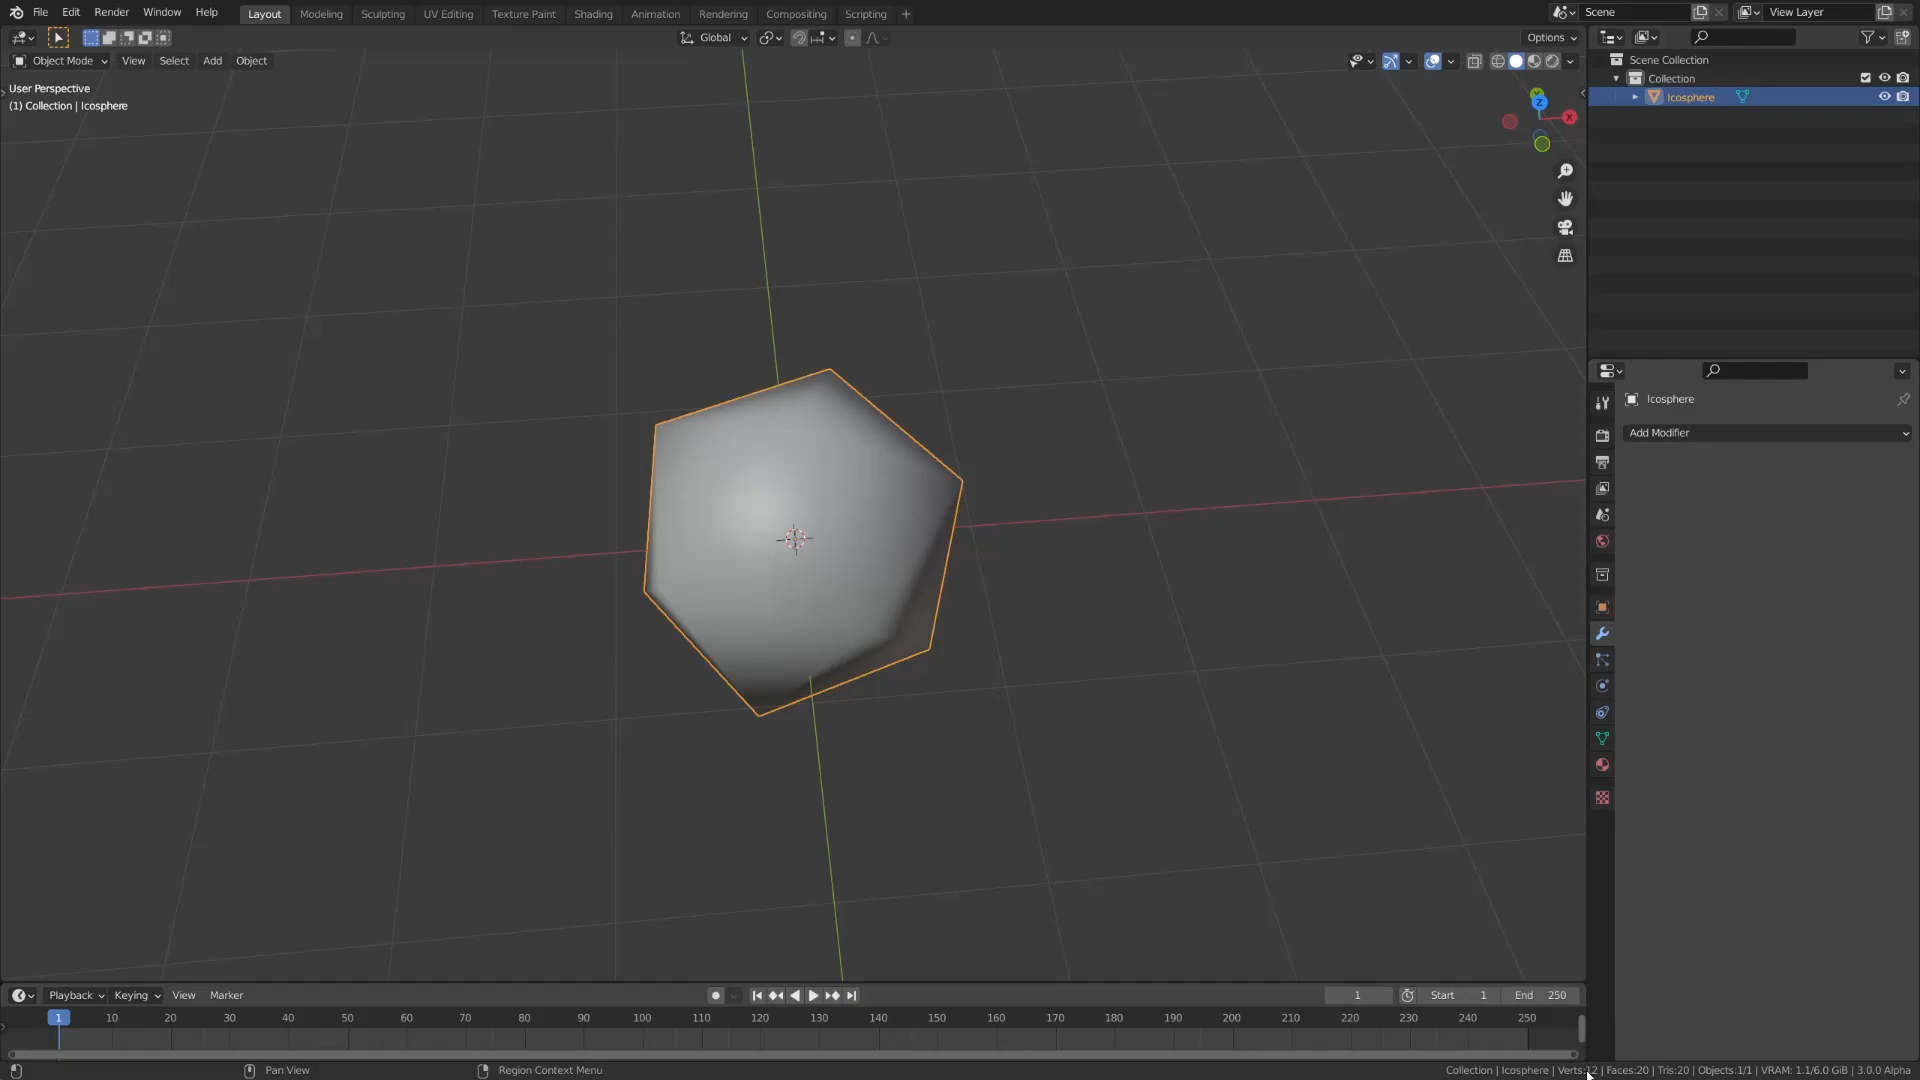 File Edit Render Window Help Layout Modeling Sculpting UV Editing Texture Paint Shading Animation Rendering Compositing Scripting + Scene View Layer
Global Options
Object Mode View Select Add Object
User Perspective
(1) Collection | Icosphere
Z
X
Scene Collection
Collection
Icosphere
Icosphere
Add Modifier
Playback Keying View Marker 1 Start 1 End 250
1 10 20 30 40 50 60 70 80 90 100 110 120 130 140 150 160 170 180 190 200 210 220 230 240 250
Pan View Region Context Menu Collection | Icosphere | Verts:12 | Faces:20 | Tris:20 | Objects:1/1 | VRAM: 1.1/6.0 GiB | 3.0.0 Alpha